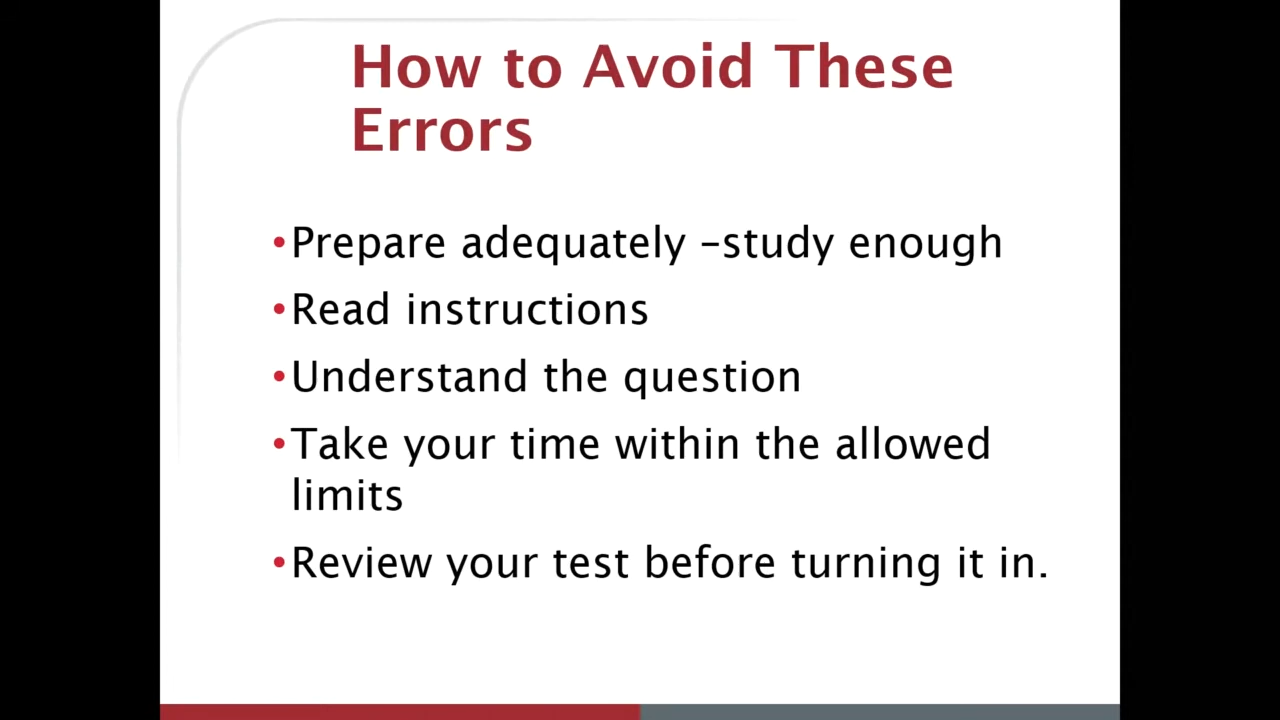 How to Avoid These
Errors
•Prepare adequately –study enough
•Read instructions
•Understand the question
•Take your time within the allowed
limits
•Review your test before turning it in.